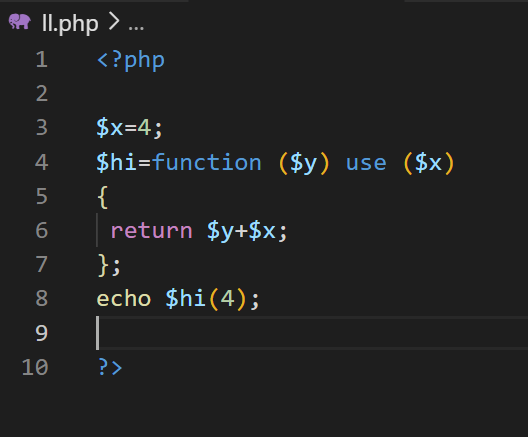 ll.php > ...
1 <?php
2
3 $x=4;
4 $hi=function ($y) use ($x)
5 {
6  return $y+$x;
7 };
8 echo $hi(4);
9
10 ?>